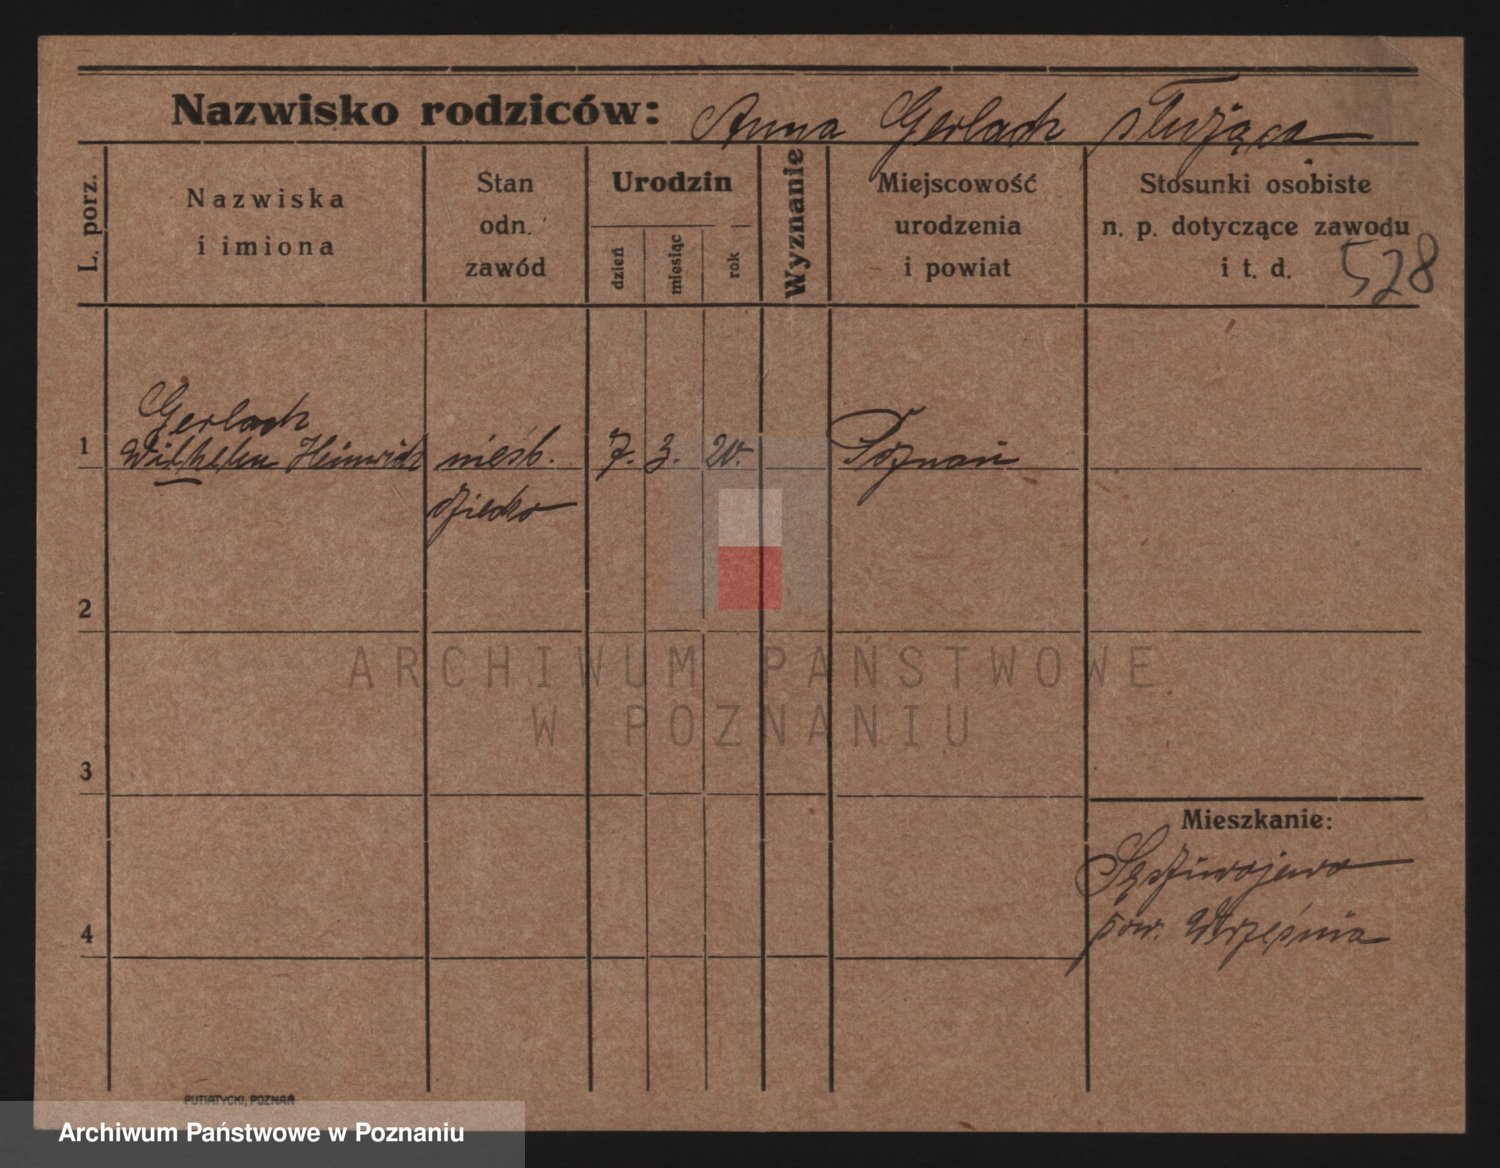 Nazwisko rodziców: Anna Gerlach służąca
L. porz.
Nazwiska
i imiona
Stan
odn.
zawód
Urodzin
dzień
miesiąc
rok
Wyznanie
Miejscowość
urodzenia
i powiat
Stosunki osobiste
n. p. dotyczące zawodu
i t. d.
528
Gerlach
1 Wilhelm Heinrich nieśb. 7. 3. 20. Poznań
dziecko
2
ARCHIWUM PAŃSTWOWE
W POZNANIU
3
Mieszkanie:
4
pow. Września
PUTIATYCKI, POZNAŃ
Archiwum Państwowe w Poznaniu